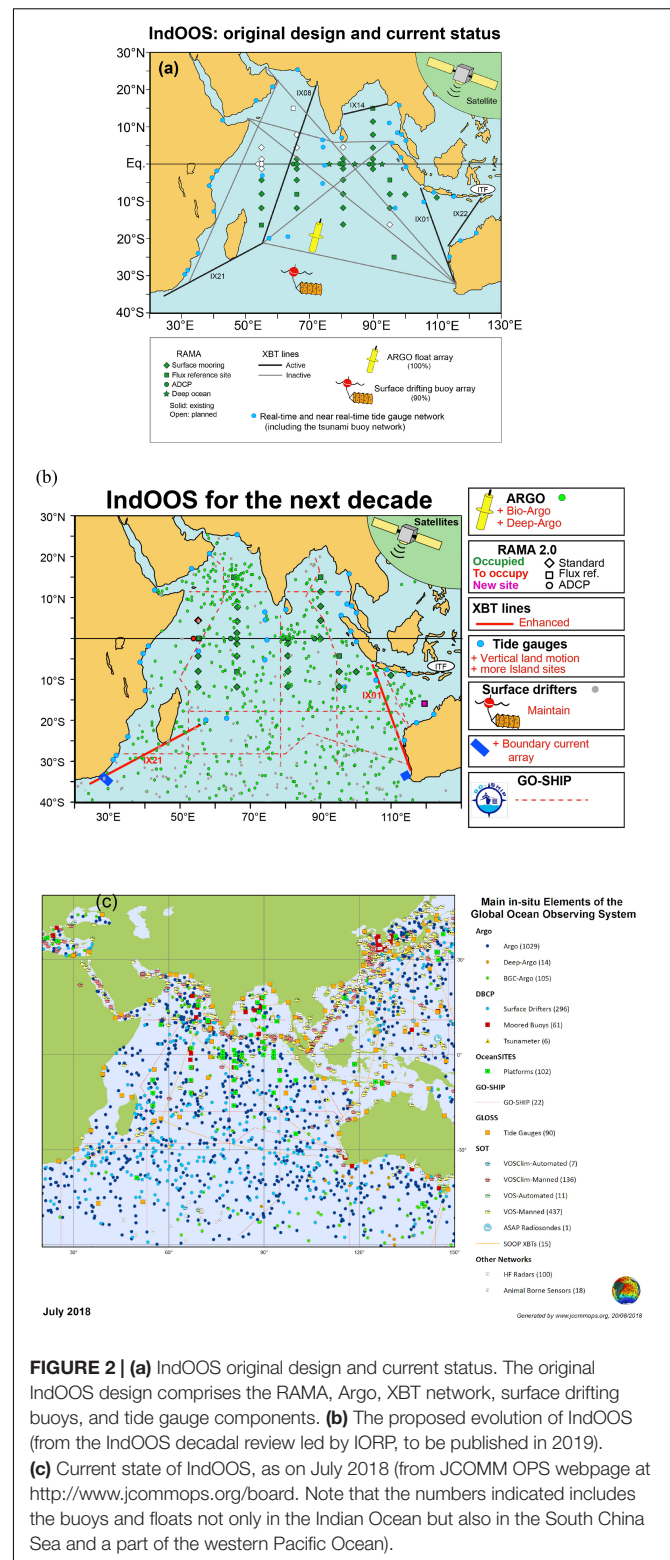 IndOOS: original design and current status
(a)
Satellite
30°N
20°N
10°N
Eq.
10°S
20°S
30°S
40°S
IX08
IX14
ITF
IX01
IX22
IX21
30°E 50°E 70°E 90°E 110°E 130°E
RAMA
Surface mooring
Flux reference site
ADCP
Deep ocean
Solid: existing
Open: planned
XBT lines
Active
Inactive
ARGO float array
(100%)
Surface drifting buoy array
(90%)
Real-time and near real-time tide gauge network
(including the tsunami buoy network)
(b)
IndOOS for the next decade
Satellites
30°N
20°N
10°N
0°
10°S
20°S
30°S
40°S
ITF
IX01
IX21
30°E 50°E 70°E 90°E 110°E
ARGO
+ Bio-Argo
+ Deep-Argo
RAMA 2.0
Occupied Standard
To occupy Flux ref.
New site ADCP
XBT lines
Enhanced
Tide gauges
+ Vertical land motion
+ more Island sites
Surface drifters
Maintain
+ Boundary current
array
GO-SHIP
(c)
Main in-situ Elements of the
Global Ocean Observing System
Argo
Argo (1029)
Deep-Argo (14)
BGC-Argo (105)
DBCP
Surface Drifters (296)
Moored Buoys (61)
Tsunameter (6)
OceanSITES
Platforms (102)
GO-SHIP
GO-SHIP (22)
GLOSS
Tide Gauges (90)
SOT
VOSClim-Automated (7)
VOSClim-Manned (136)
VOS-Automated (11)
VOS-Manned (437)
ASAP Radiosondes (1)
SOOP XBTs (15)
Other Networks
HF Radars (100)
Animal Borne Sensors (18)
30°
0°
-30°
30° 60° 90° 120° 150°
July 2018
Generated by www.jcommops.org, 20/08/2018
FIGURE 2 | (a) IndOOS original design and current status. The original
IndOOS design comprises the RAMA, Argo, XBT network, surface drifting
buoys, and tide gauge components. (b) The proposed evolution of IndOOS
(from the IndOOS decadal review led by IORP, to be published in 2019).
(c) Current state of IndOOS, as on July 2018 (from JCOMM OPS webpage at
http://www.jcommops.org/board. Note that the numbers indicated includes
the buoys and floats not only in the Indian Ocean but also in the South China
Sea and a part of the western Pacific Ocean).